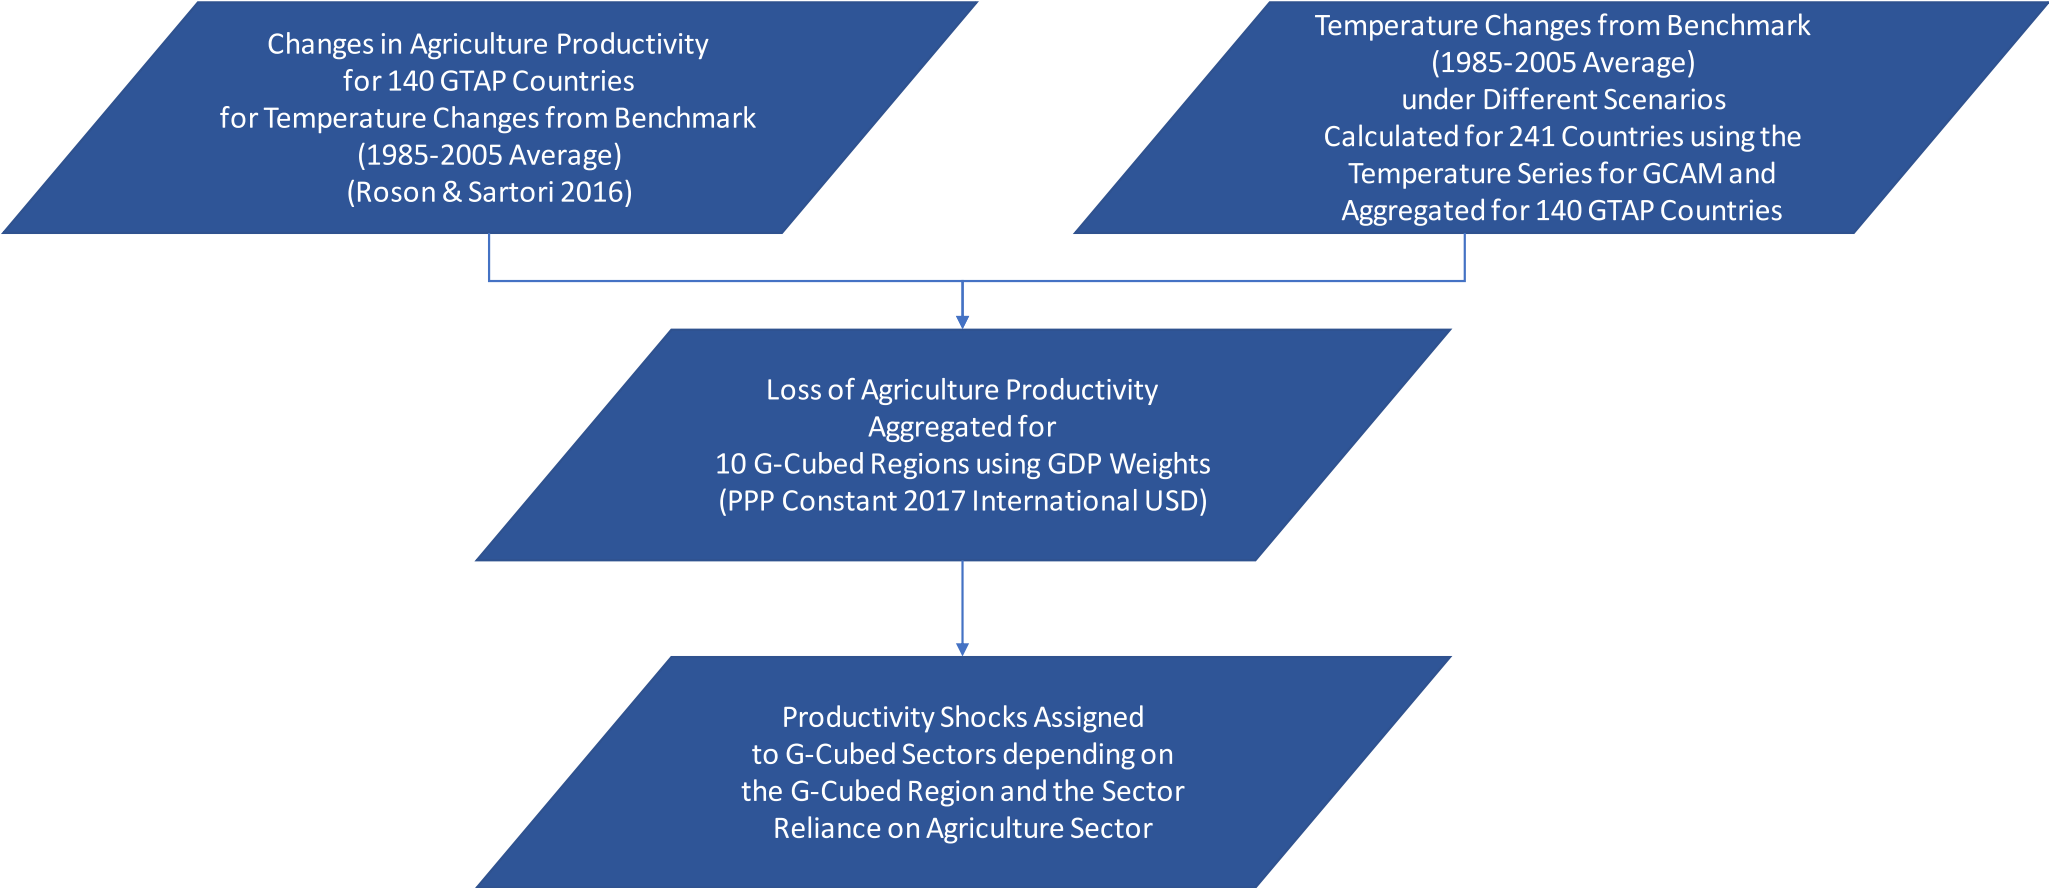 Changes in Agriculture Productivity
for 140 GTAP Countries
for Temperature Changes from Benchmark
(1985-2005 Average)
(Roson & Sartori 2016)
Temperature Changes from Benchmark
(1985-2005 Average)
under Different Scenarios
Calculated for 241 Countries using the
Temperature Series for GCAM and
Aggregated for 140 GTAP Countries
Loss of Agriculture Productivity
Aggregated for
10 G-Cubed Regions using GDP Weights
(PPP Constant 2017 International USD)
Productivity Shocks Assigned
to G-Cubed Sectors depending on
the G-Cubed Region and the Sector
Reliance on Agriculture Sector